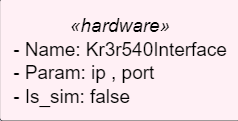 «hardware»
- Name: Kr3r540Interface
- Param: ip , port
- Is_sim: false